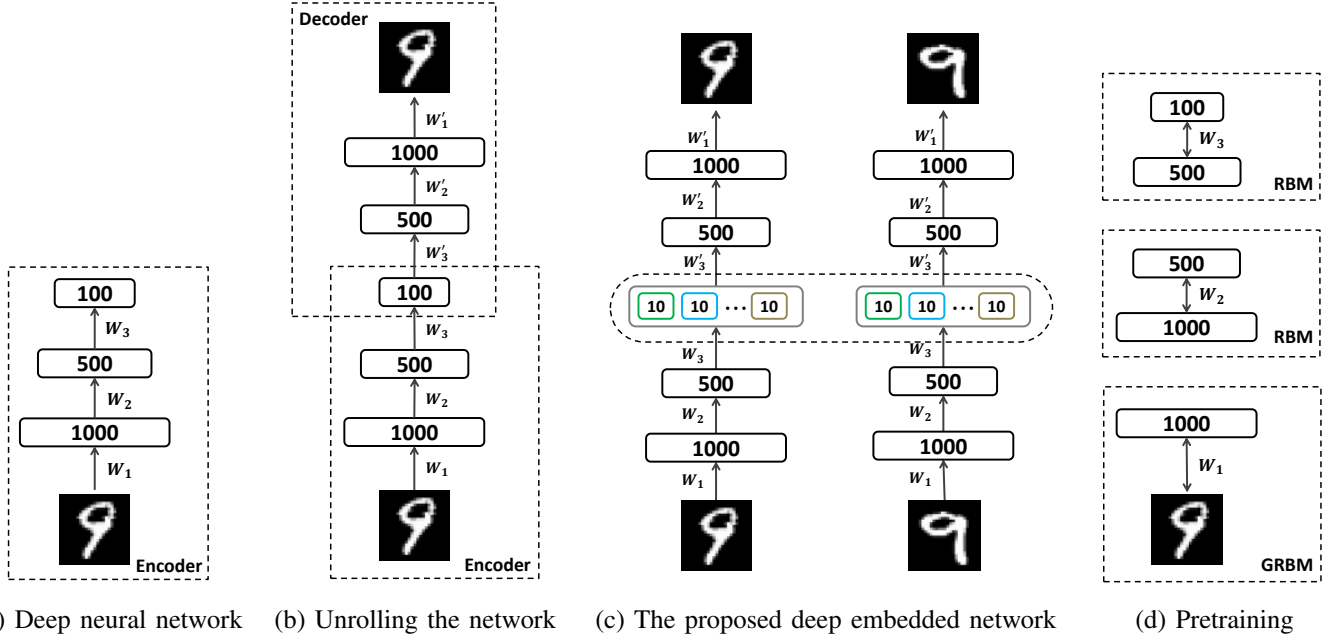 100
W₃
500
W₂
1000
W₁
Encoder
Decoder
W′₁
1000
W′₂
500
W′₃
100
W₃
500
W₂
1000
W₁
Encoder
W′₁
1000
W′₂
500
W′₃
10 10 ... 10
W₃
500
W₂
1000
W₁
W′₁
1000
W′₂
500
W′₃
10 10 ... 10
W₃
500
W₂
1000
W₁
100
W₃
500
RBM
500
W₂
1000
RBM
1000
W₁
GRBM
) Deep neural network
(b) Unrolling the network
(c) The proposed deep embedded network
(d) Pretraining